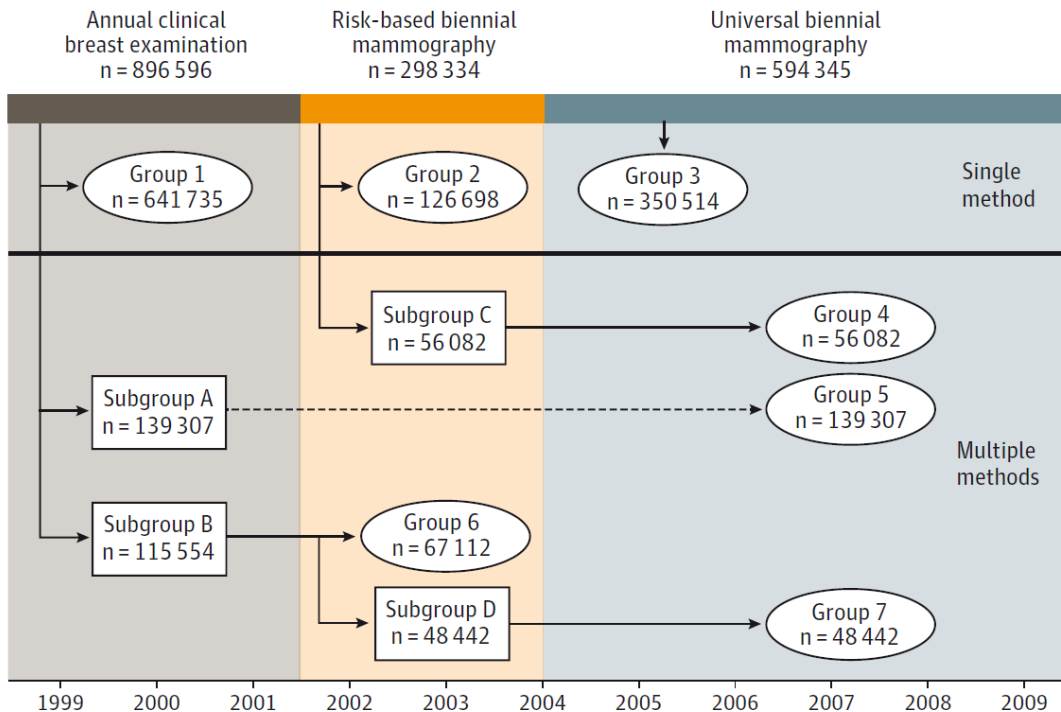 Annual clinical
breast examination
n = 896 596
Risk-based biennial
mammography
n = 298 334
Universal biennial
mammography
n = 594 345
Group 1
n = 641 735
Group 2
n = 126 698
Group 3
n = 350 514
Single
method
Subgroup C
n = 56 082
Group 4
n = 56 082
Subgroup A
n = 139 307
Group 5
n = 139 307
Multiple
methods
Subgroup B
n = 115 554
Group 6
n = 67 112
Subgroup D
n = 48 442
Group 7
n = 48 442
1999 2000 2001 2002 2003 2004 2005 2006 2007 2008 2009